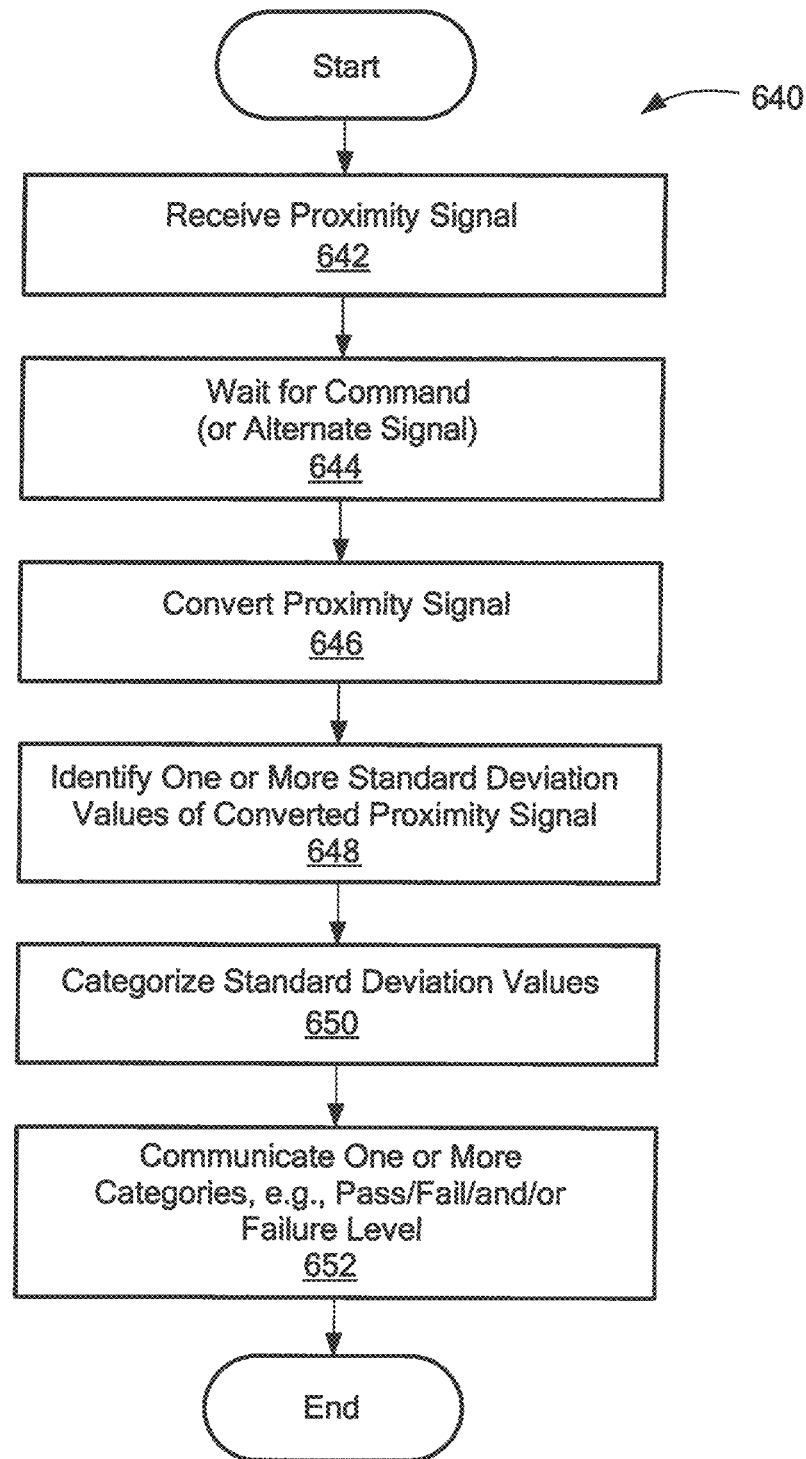 Start
640
Receive Proximity Signal
642
Wait for Command
(or Alternate Signal)
644
Convert Proximity Signal
646
Identify One or More Standard Deviation
Values of Converted Proximity Signal
648
Categorize Standard Deviation Values
650
Communicate One or More
Categories, e.g., Pass/Fail/and/or
Failure Level
652
End